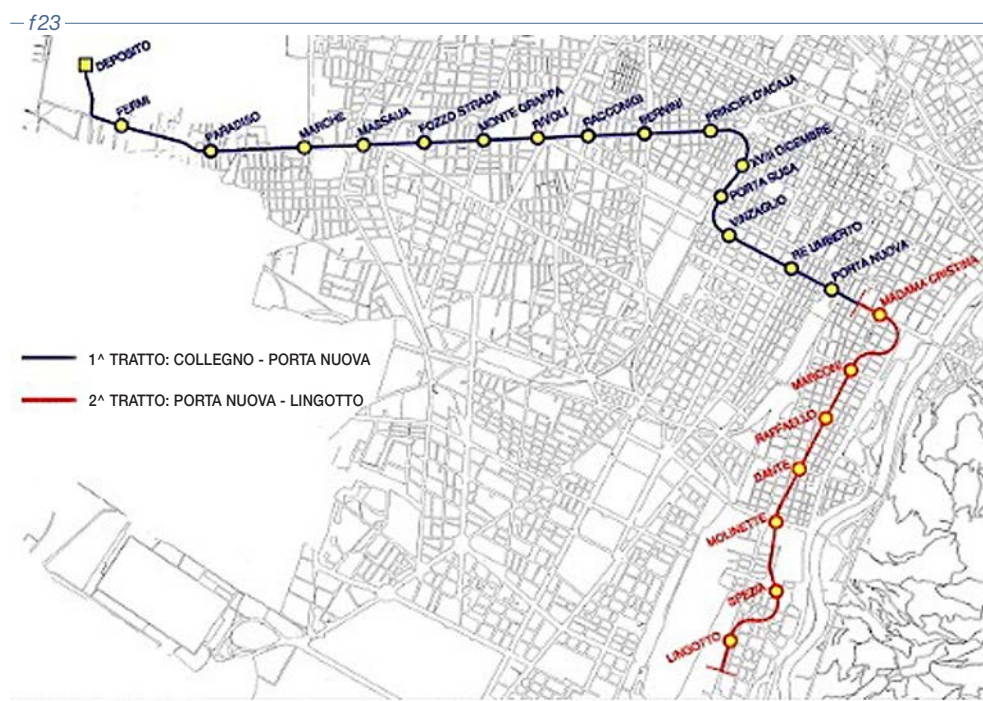 f23
DEPOSITO
FERMI
PARADISO
MARCHE
MASSAUA
POZZO STRADA
MONTE GRAPPA
RIVOLI
RACCONIGI
BERNINI
PRINCIPI D'ACAJA
XVIII DICEMBRE
PORTA SUSA
VINZAGLIO
RE UMBERTO
PORTA NUOVA
MADAMA CRISTINA
1^ TRATTO: COLLEGNO - PORTA NUOVA
2^ TRATTO: PORTA NUOVA - LINGOTTO
MARCONI
RAFFAELLO
DANTE
MOLINETTE
SPEZIA
LINGOTTO